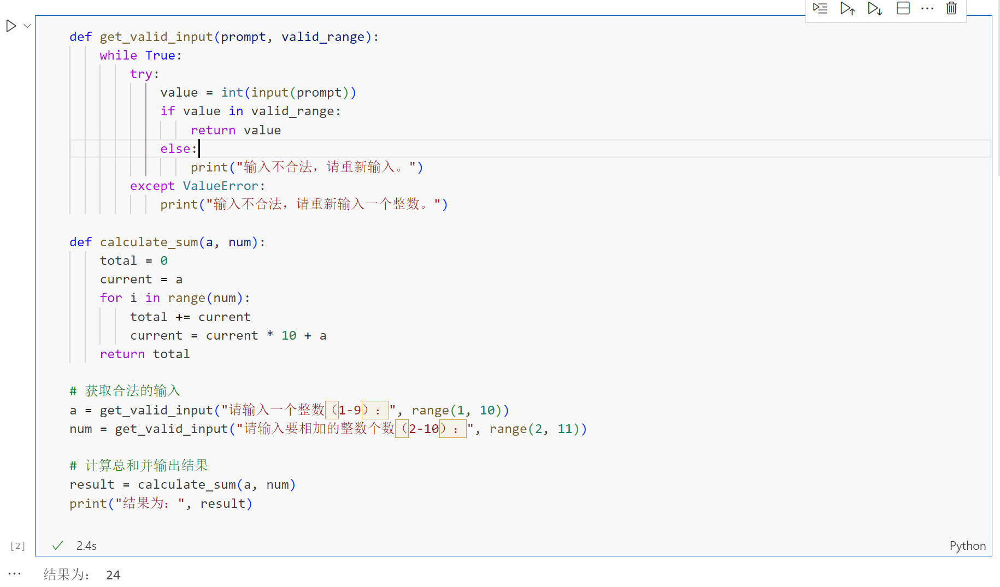 def get_valid_input(prompt, valid_range):
    while True:
        try:
            value = int(input(prompt))
            if value in valid_range:
                return value
            else:
                print("输入不合法，请重新输入。")
        except ValueError:
            print("输入不合法，请重新输入一个整数。")

def calculate_sum(a, num):
    total = 0
    current = a
    for i in range(num):
        total += current
        current = current * 10 + a
    return total

# 获取合法的输入
a = get_valid_input("请输入一个整数（1-9）：", range(1, 10))
num = get_valid_input("请输入要相加的整数个数（2-10）：", range(2, 11))

# 计算总和并输出结果
result = calculate_sum(a, num)
print("结果为：", result)
[2] 2.4s Python
结果为： 24